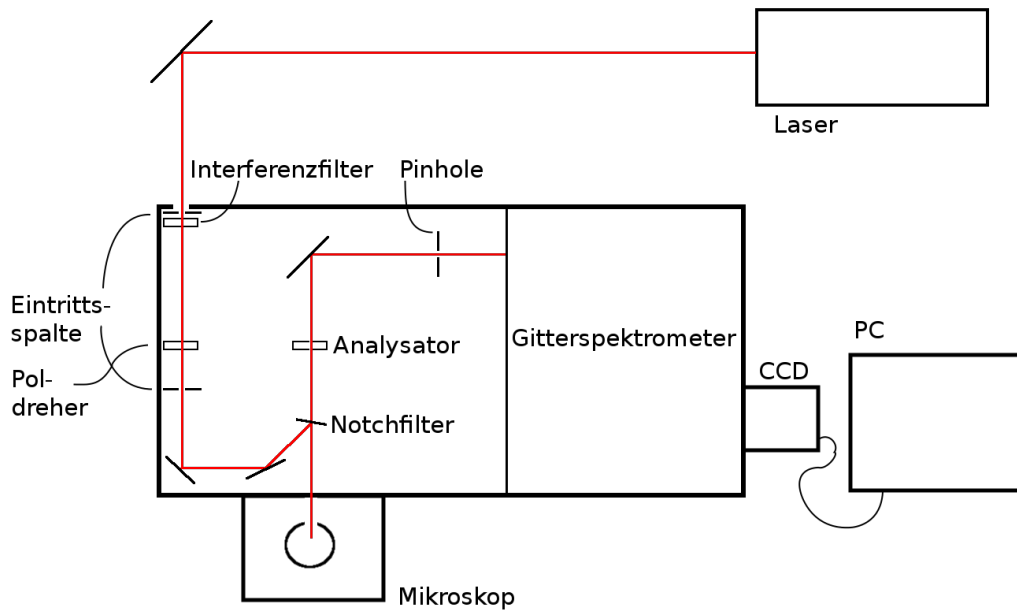 Laser
Interferenzfilter
Pinhole
Eintritts-
spalte
Pol-
dreher
Analysator
Notchfilter
Gitterspektrometer
CCD
PC
Mikroskop